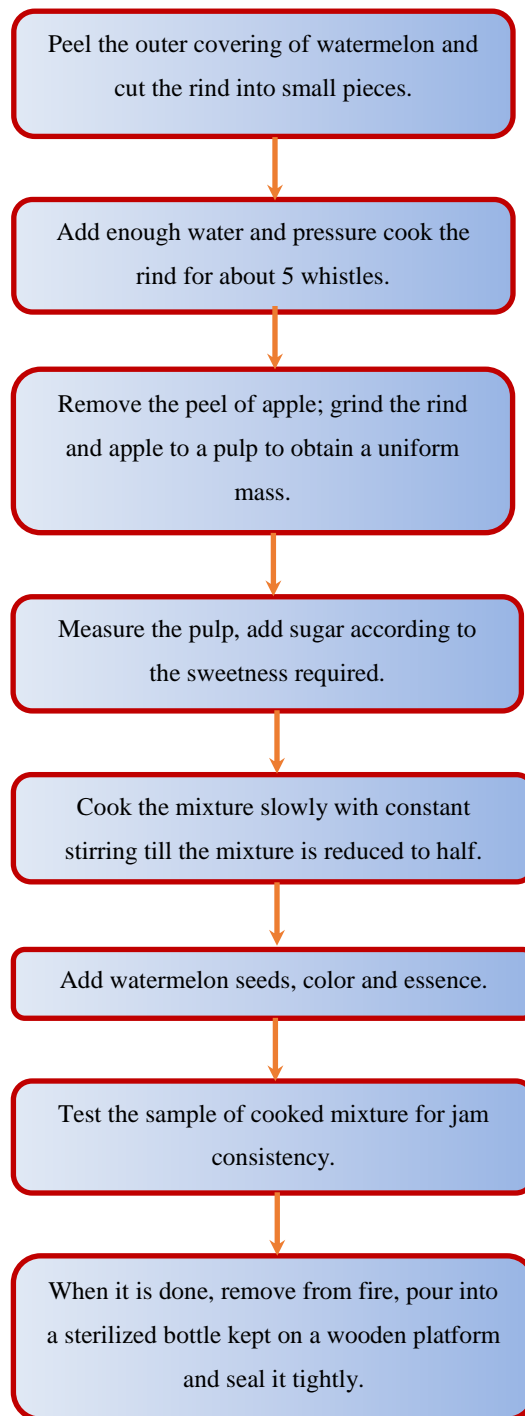 Peel the outer covering of watermelon and
cut the rind into small pieces.
Add enough water and pressure cook the
rind for about 5 whistles.
Remove the peel of apple; grind the rind
and apple to a pulp to obtain a uniform
mass.
Measure the pulp, add sugar according to
the sweetness required.
Cook the mixture slowly with constant
stirring till the mixture is reduced to half.
Add watermelon seeds, color and essence.
Test the sample of cooked mixture for jam
consistency.
When it is done, remove from fire, pour into
a sterilized bottle kept on a wooden platform
and seal it tightly.